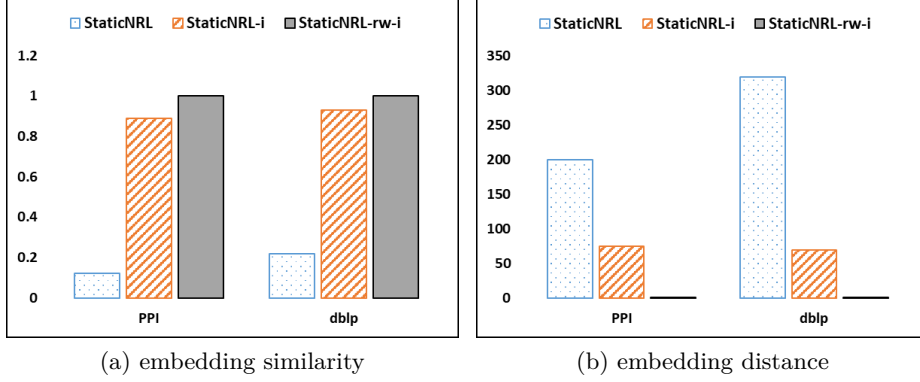 StaticNRL StaticNRL-i StaticNRL-rw-i
1.2
1
0.8
0.6
0.4
0.2
0
PPI dblp
(a) embedding similarity
StaticNRL StaticNRL-i StaticNRL-rw-i
350
300
250
200
150
100
50
0
PPI dblp
(b) embedding distance